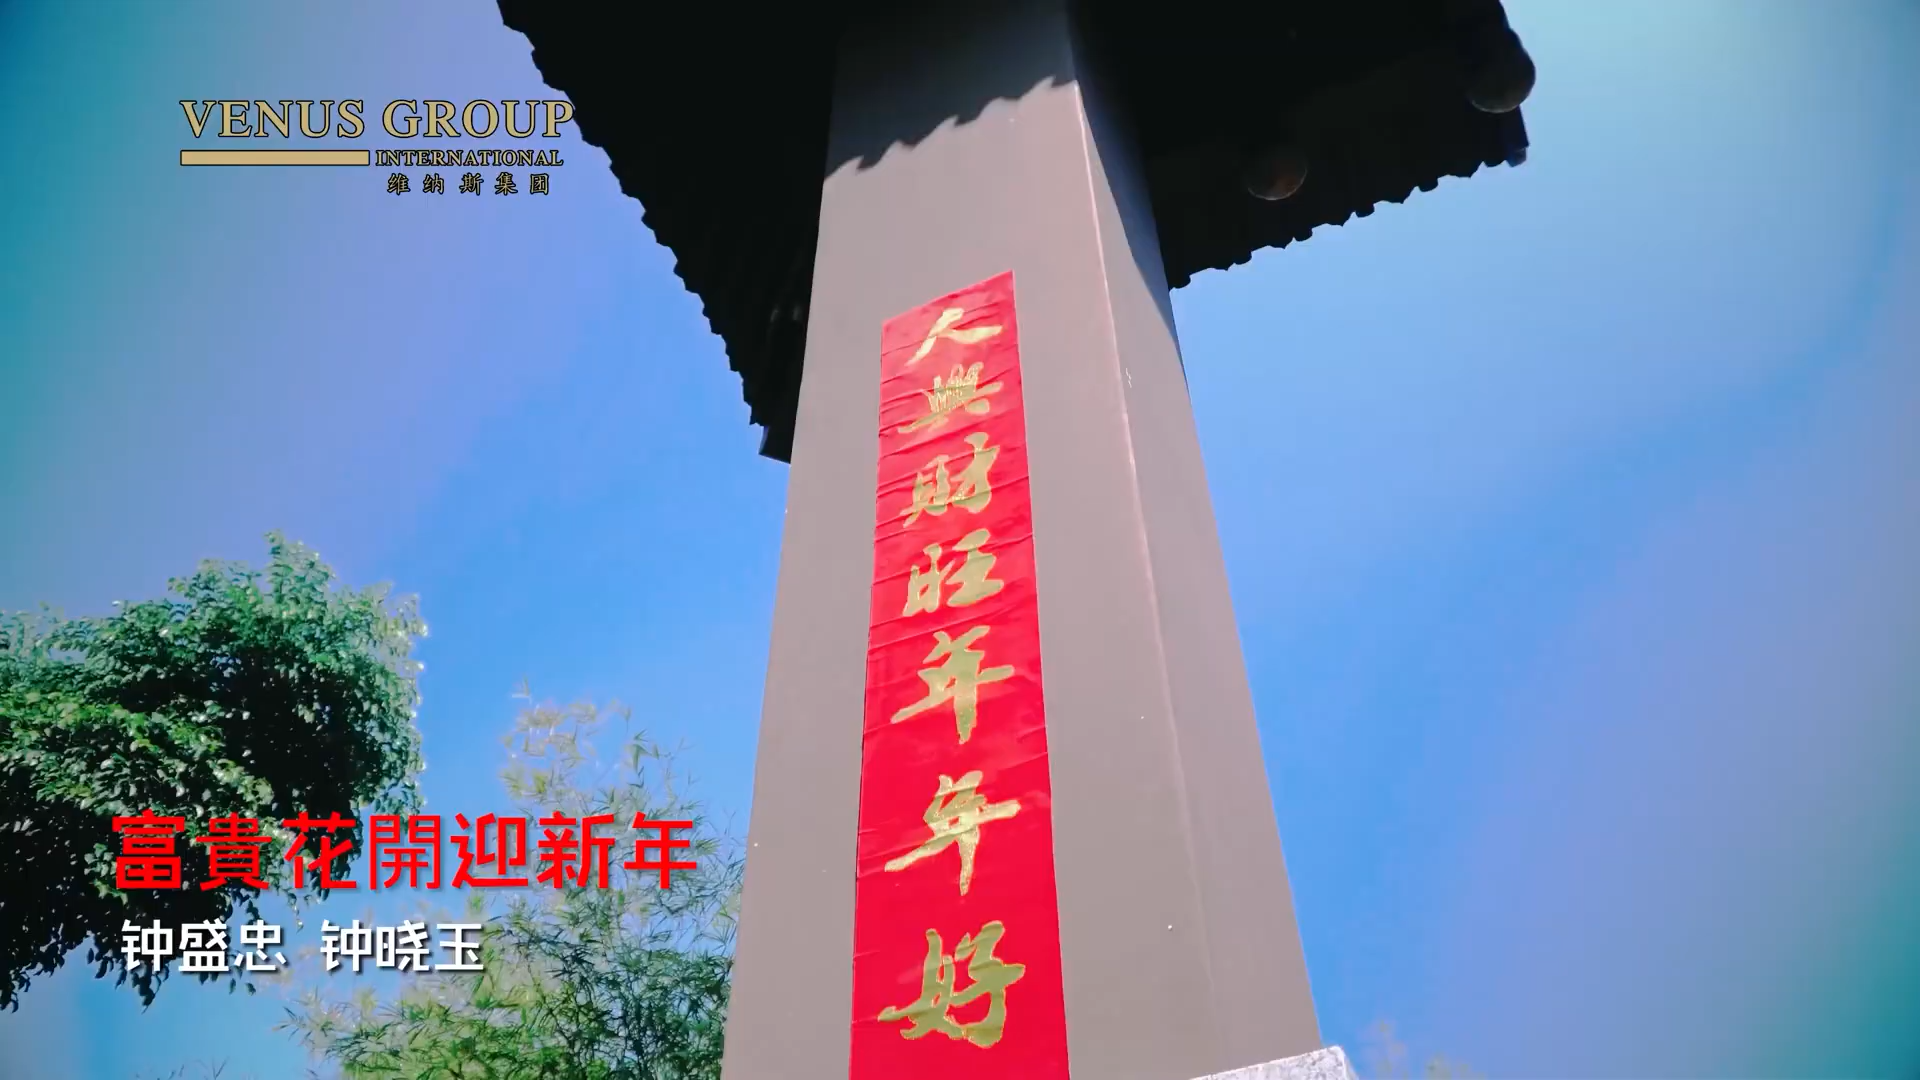 VENUS GROUP
INTERNATIONAL
维纳斯集团
大興財旺年年好
富貴花開迎新年
钟盛忠 钟晓玉